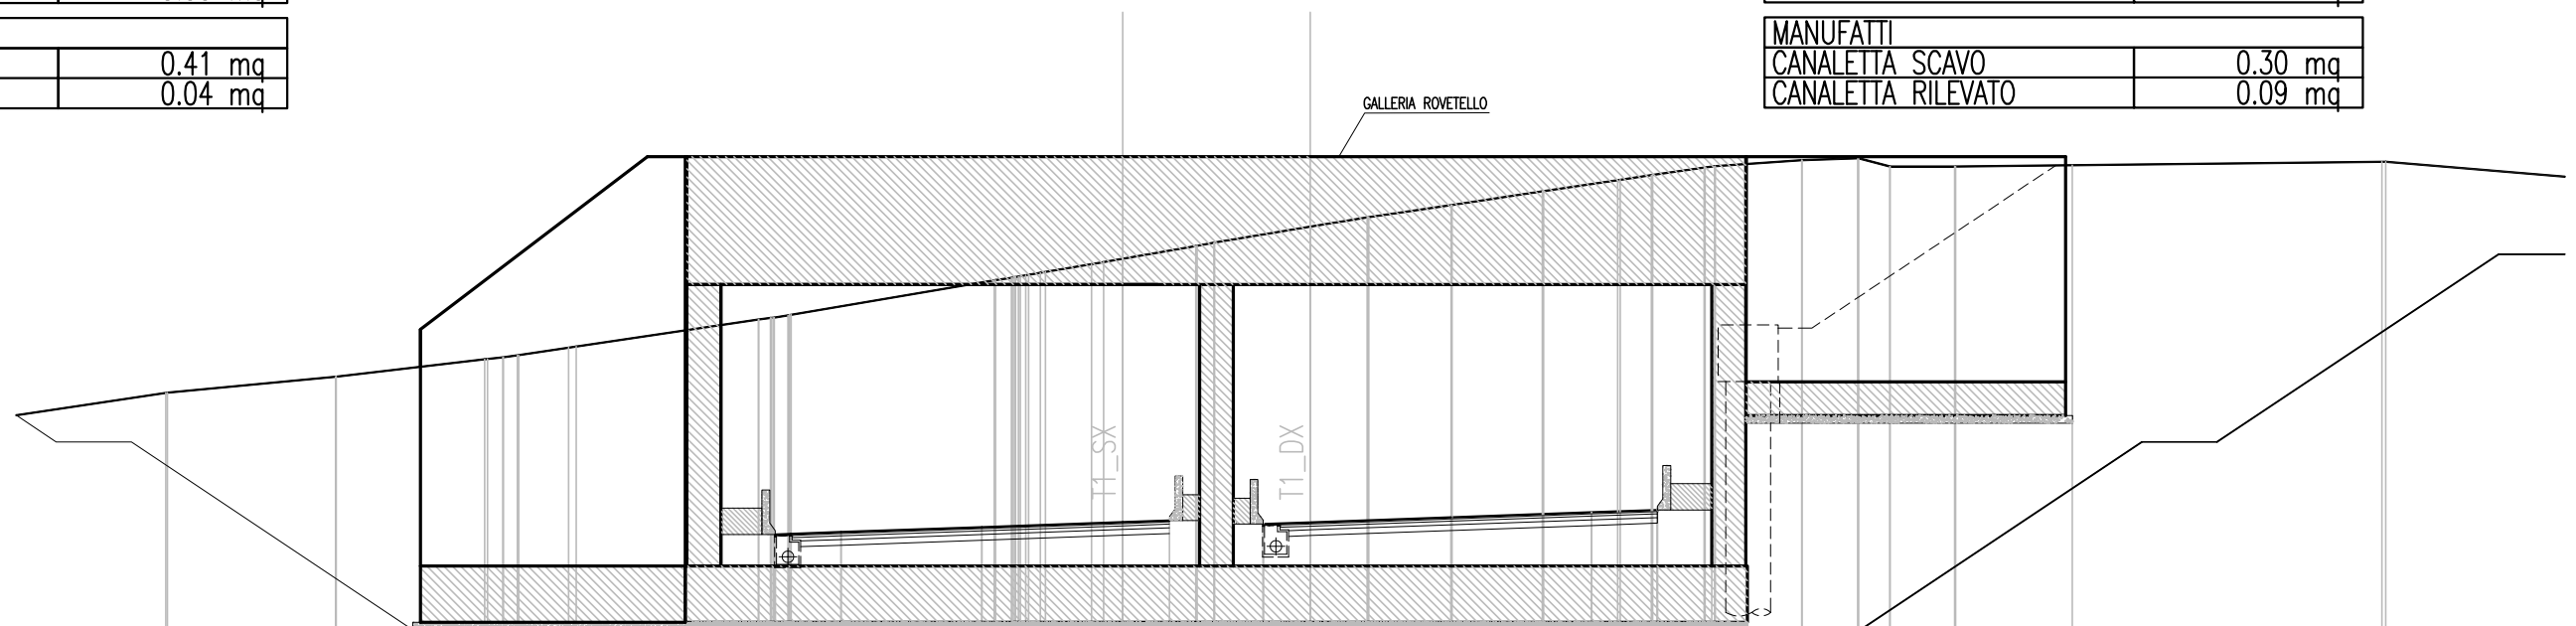 0.41 mq
0.04 mq
MANUFATTI
CANALETTA SCAVO 0.30 mq
CANALETTA RILEVATO 0.09 mq
GALLERIA ROVETELLO
T1_SX
T1_DX